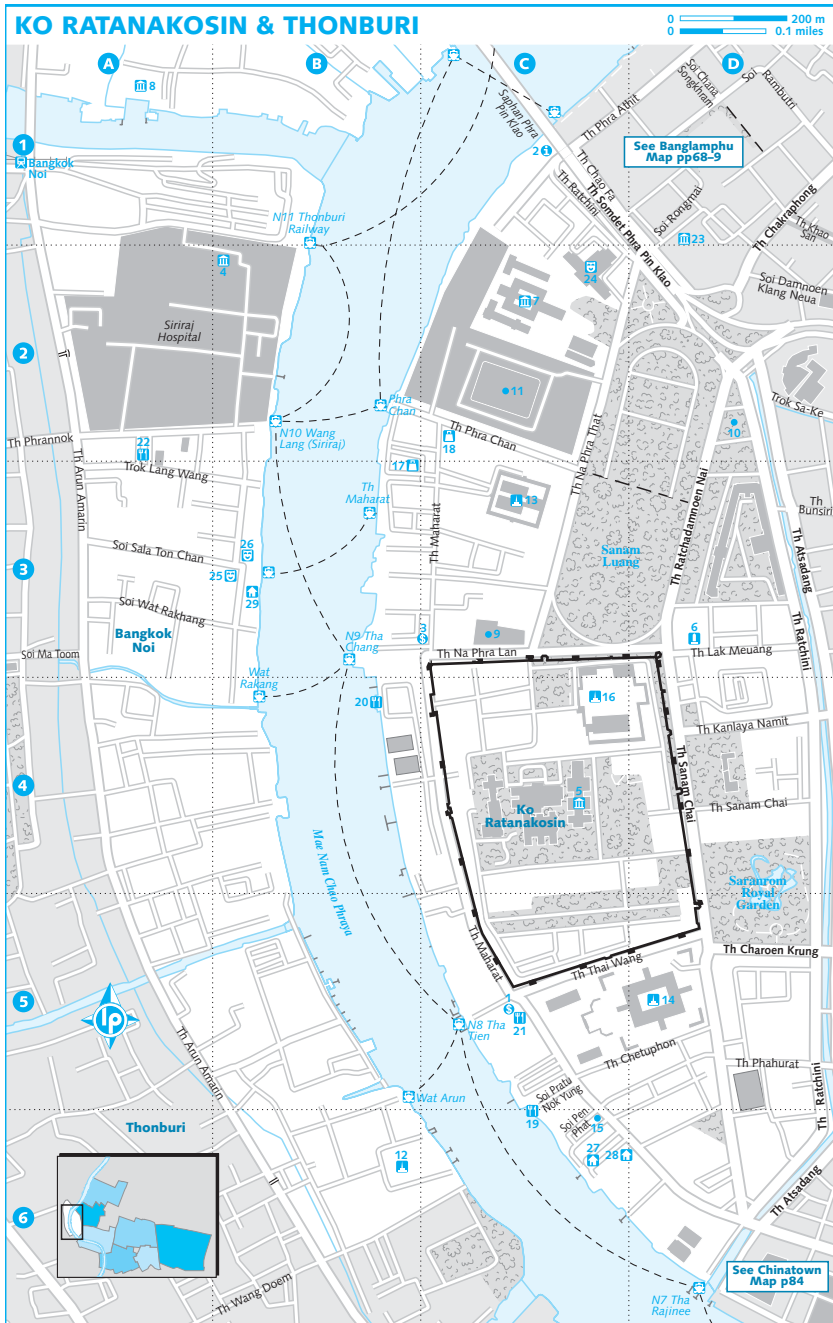 KO RATANAKOSIN & THONBURI
0 200 m
0 0.1 miles
A
B
C
D
8
1
Bangkok
Noi
Saphan Phra
Pin Klao
2
Th Phra Athit
Soi Chana
Songkhram
Soi
Rambutri
See Banglamphu
Map pp68–9
Th Chao Fa
Th Ratchini
Th Somdet Phra Pin Klao
Soi Rongmai
23
Th Chakraphong
Th Khao
San
N11 Thonburi
Railway
4
Siriraj
Hospital
7
24
Soi Damnoen
Klang Neua
2
11
Phra
Chan
Th Phra Chan
18
10
Trok Sa-Ke
N10 Wang
Lang (Siriraj)
Th Phrannok
22
Trok Lang Wang
Th Arun Amarin
17
Th
Maharat
Th Maharat
13
Th Na Phra That
Th Ratchadamnoen Nai
Th
Bunsiri
3
Soi Sala Ton Chan
26
25
29
Soi Wat Rakhang
Bangkok
Noi
Soi Ma Toom
Sanam
Luang
Th Atsadang
Th Ratchini
N9 Tha
Chang
3
9
6
Th Na Phra Lan
Th Lak Meuang
Wat
Rakang
20
16
Th Kanlaya Namit
4
Th Sanam Chai
5
Ko
Ratanakosin
Th Sanam Chai
Mae Nam Chao Phraya
Saranrom
Royal
Garden
Th Maharat
Th Thai Wang
Th Charoen Krung
5
lp
1
21
14
N8 Tha
Tien
Th Chetuphon
Th Phahurat
Th Arun Amarin
Th Ratchini
Wat Arun
Soi Pratu
Nok Yung
19
Soi Pen
Phat
15
Thonburi
12
27
28
Th Atsadang
6
Th Wang Doem
See Chinatown
Map p84
N7 Tha
Rajinee